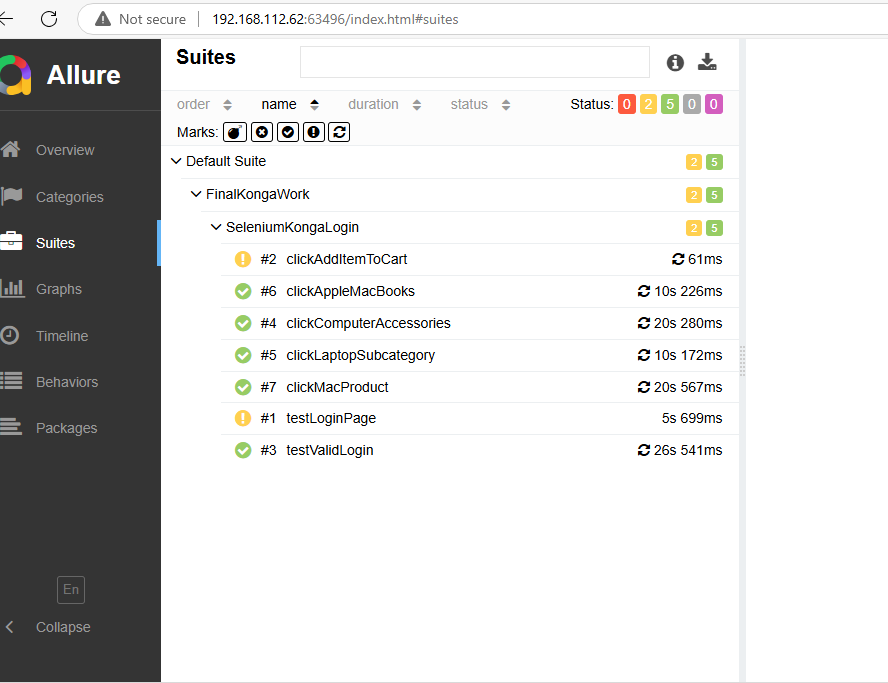 Not secure 192.168.112.62:63496/index.html#suites
Allure
Overview
Categories
Suites
Graphs
Timeline
Behaviors
Packages
En
Collapse
Suites
order name duration status Status: 0 2 5 0 0
Marks:
Default Suite 2 5
FinalKongaWork 2 5
SeleniumKongaLogin 2 5
#2 clickAddItemToCart 61ms
#6 clickAppleMacBooks 10s 226ms
#4 clickComputerAccessories 20s 280ms
#5 clickLaptopSubcategory 10s 172ms
#7 clickMacProduct 20s 567ms
#1 testLoginPage 5s 699ms
#3 testValidLogin 26s 541ms